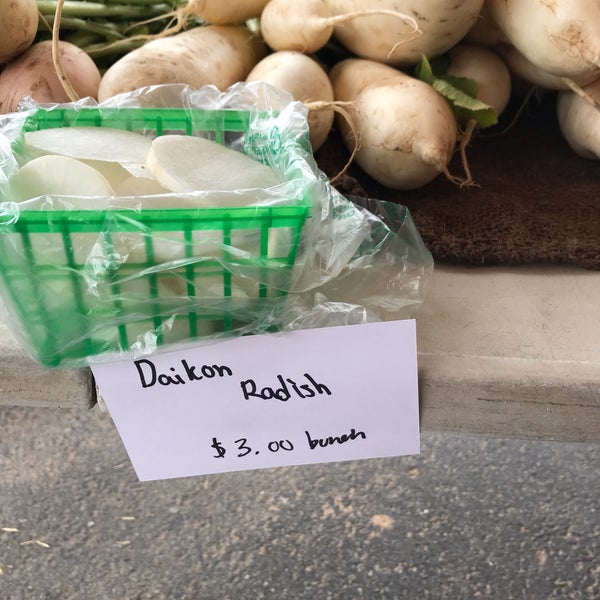 Daikon
Radish
$3.00 bunch